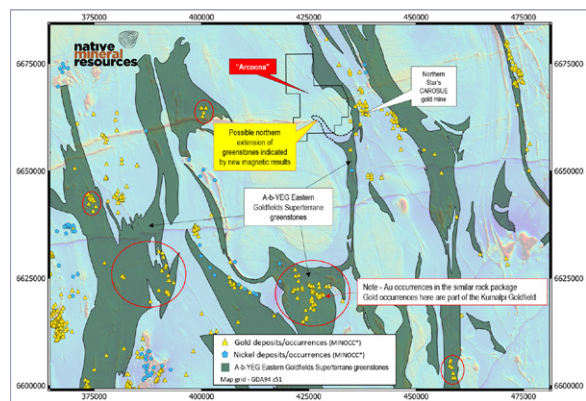 375000
400000
425000
450000
475000
native
mineral
resources
6675000
6675000
"Arcoona"
Northern
Star's
CAROSUE
gold mine
Possible northern
extension of
greenstones indicated
by new magnetic results
6650000
6650000
A-b-YEG Eastern
Goldfields Superterrane
greenstones
6625000
6625000
Note - Au occurrences in the similar rock package
Gold occurrences here are part of the Kurnalpi Goldfield
Gold deposits/occurrences (MINOCC*)
Nickel deposits/occurrences (MINOCC*)
A-b-YEG Eastern Goldfields Superterrane greenstones
Map grid - GDA94 z51
6600000
6600000
375000
400000
425000
450000
475000